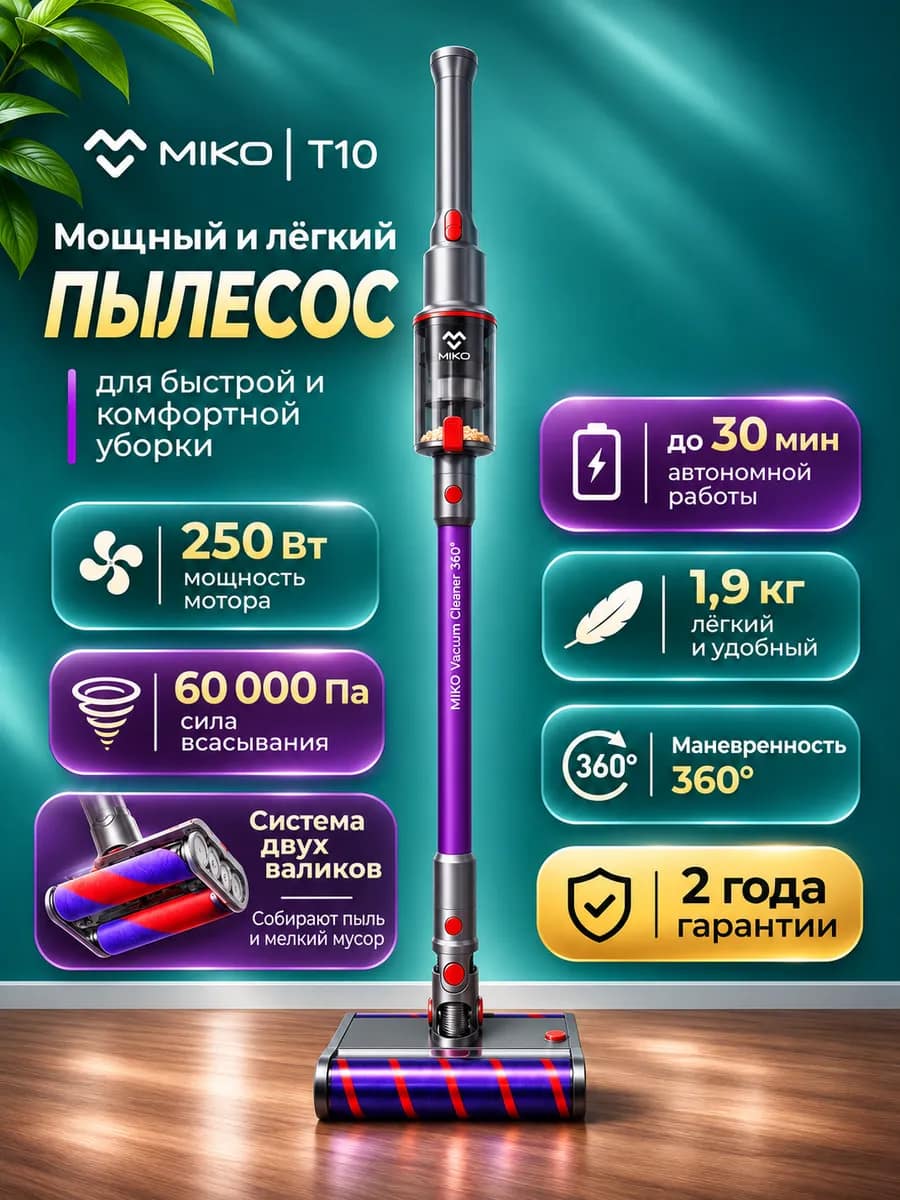 MIKO | T10
Мощный и лёгкий
ПЫЛЕСОС
для быстрой и
комфортной
уборки
250 Вт
мощность
мотора
60 000 Па
сила
всасывания
Система
двух
валиков
Собирают пыль
и мелкий мусор
MIKO
MIKO Vacuum Cleaner 360°
до 30 мин
автономной
работы
1,9 кг
лёгкий
и удобный
360°
Маневренность
360°
2 года
гарантии